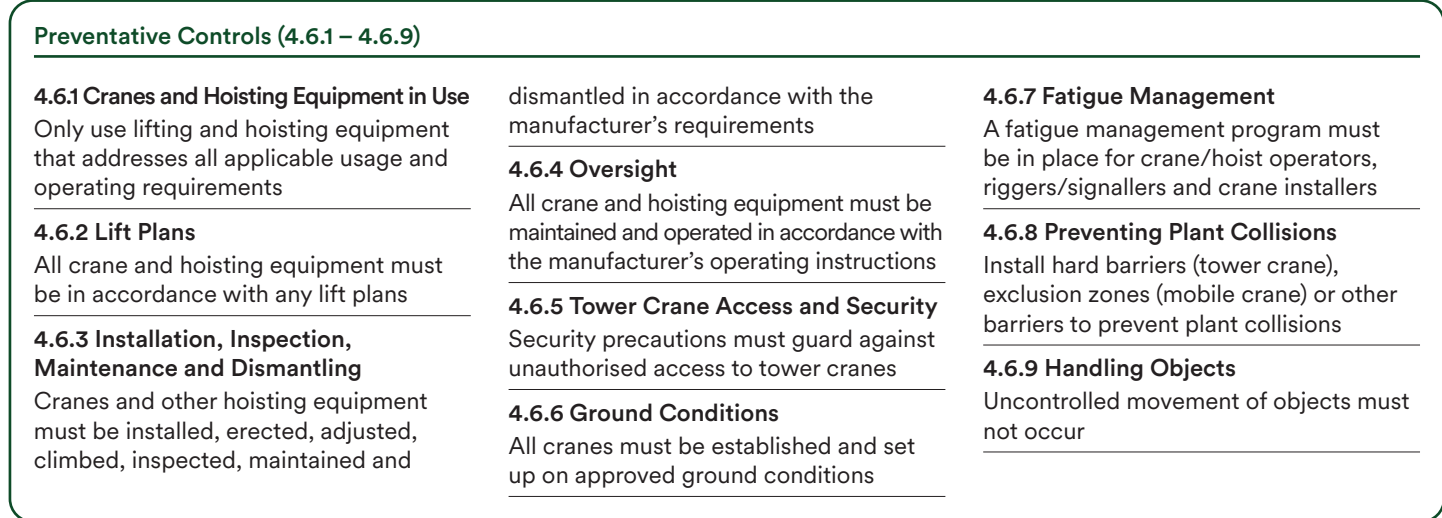 Preventative Controls (4.6.1 – 4.6.9)
4.6.1 Cranes and Hoisting Equipment in Use
Only use lifting and hoisting equipment
that addresses all applicable usage and
operating requirements
4.6.2 Lift Plans
All crane and hoisting equipment must
be in accordance with any lift plans
4.6.3 Installation, Inspection,
Maintenance and Dismantling
Cranes and other hoisting equipment
must be installed, erected, adjusted,
climbed, inspected, maintained and
dismantled in accordance with the
manufacturer’s requirements
4.6.4 Oversight
All crane and hoisting equipment must be
maintained and operated in accordance with
the manufacturer’s operating instructions
4.6.5 Tower Crane Access and Security
Security precautions must guard against
unauthorised access to tower cranes
4.6.6 Ground Conditions
All cranes must be established and set
up on approved ground conditions
4.6.7 Fatigue Management
A fatigue management program must
be in place for crane/hoist operators,
riggers/signallers and crane installers
4.6.8 Preventing Plant Collisions
Install hard barriers (tower crane),
exclusion zones (mobile crane) or other
barriers to prevent plant collisions
4.6.9 Handling Objects
Uncontrolled movement of objects must
not occur